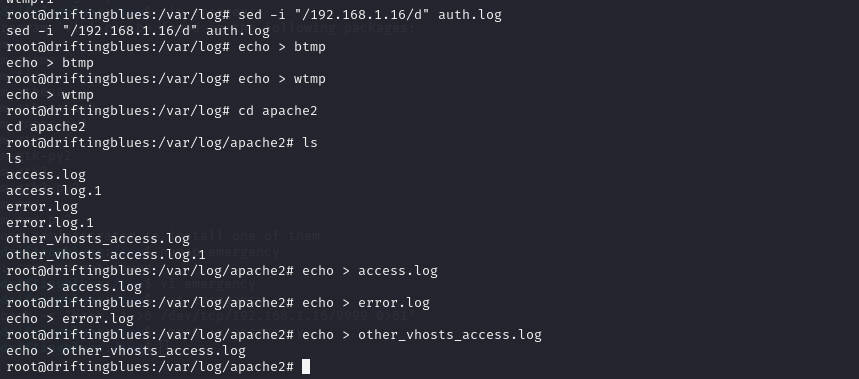 wtmp.1
root@driftingblues:/var/log# sed -i "/192.168.1.16/d" auth.log
sed -i "/192.168.1.16/d" auth.log
root@driftingblues:/var/log# echo > btmp
echo > btmp
root@driftingblues:/var/log# echo > wtmp
echo > wtmp
root@driftingblues:/var/log# cd apache2
cd apache2
root@driftingblues:/var/log/apache2# ls
ls
access.log
access.log.1
error.log
error.log.1
other_vhosts_access.log
other_vhosts_access.log.1
root@driftingblues:/var/log/apache2# echo > access.log
echo > access.log
root@driftingblues:/var/log/apache2# echo > error.log
echo > error.log
root@driftingblues:/var/log/apache2# echo > other_vhosts_access.log
echo > other_vhosts_access.log
root@driftingblues:/var/log/apache2#